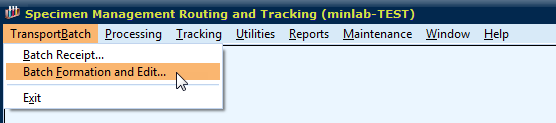 Specimen Management Routing and Tracking (minlab-TEST)
TransportBatch Processing Tracking Utilities Reports Maintenance Window Help
Batch Receipt...
Batch Formation and Edit...
Exit